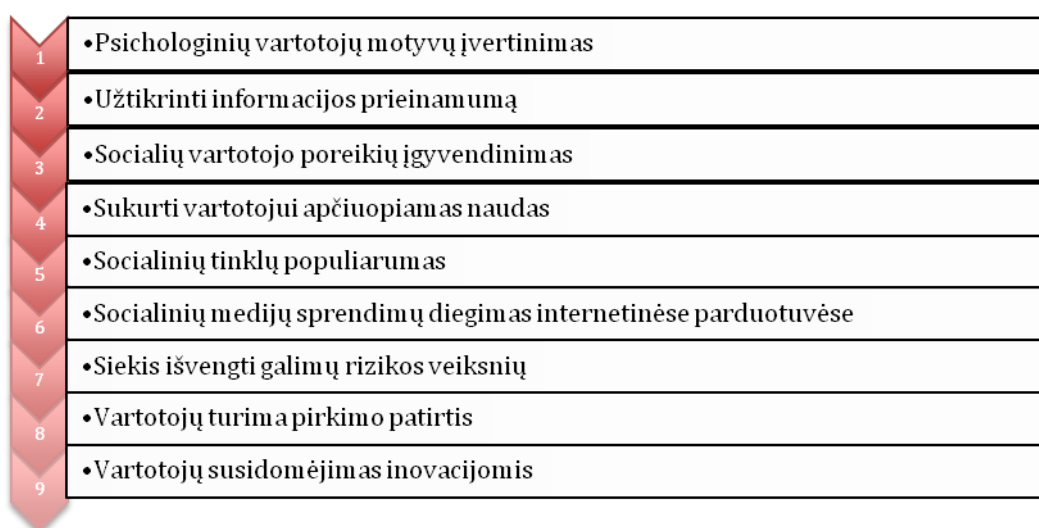 1
•Psichologinių vartotojų motyvų įvertinimas
2
•Užtikrinti informacijos prieinamumą
3
•Socialių vartotojo poreikių įgyvendinimas
4
•Sukurti vartotojui apčiuopiamas naudas
5
•Socialinių tinklų populiarumas
6
•Socialinių medijų sprendimų diegimas internetinėse parduotuvėse
7
•Siekis išvengti galimų rizikos veiksnių
8
•Vartotojų turima pirkimo patirtis
9
•Vartotojų susidomėjimas inovacijomis